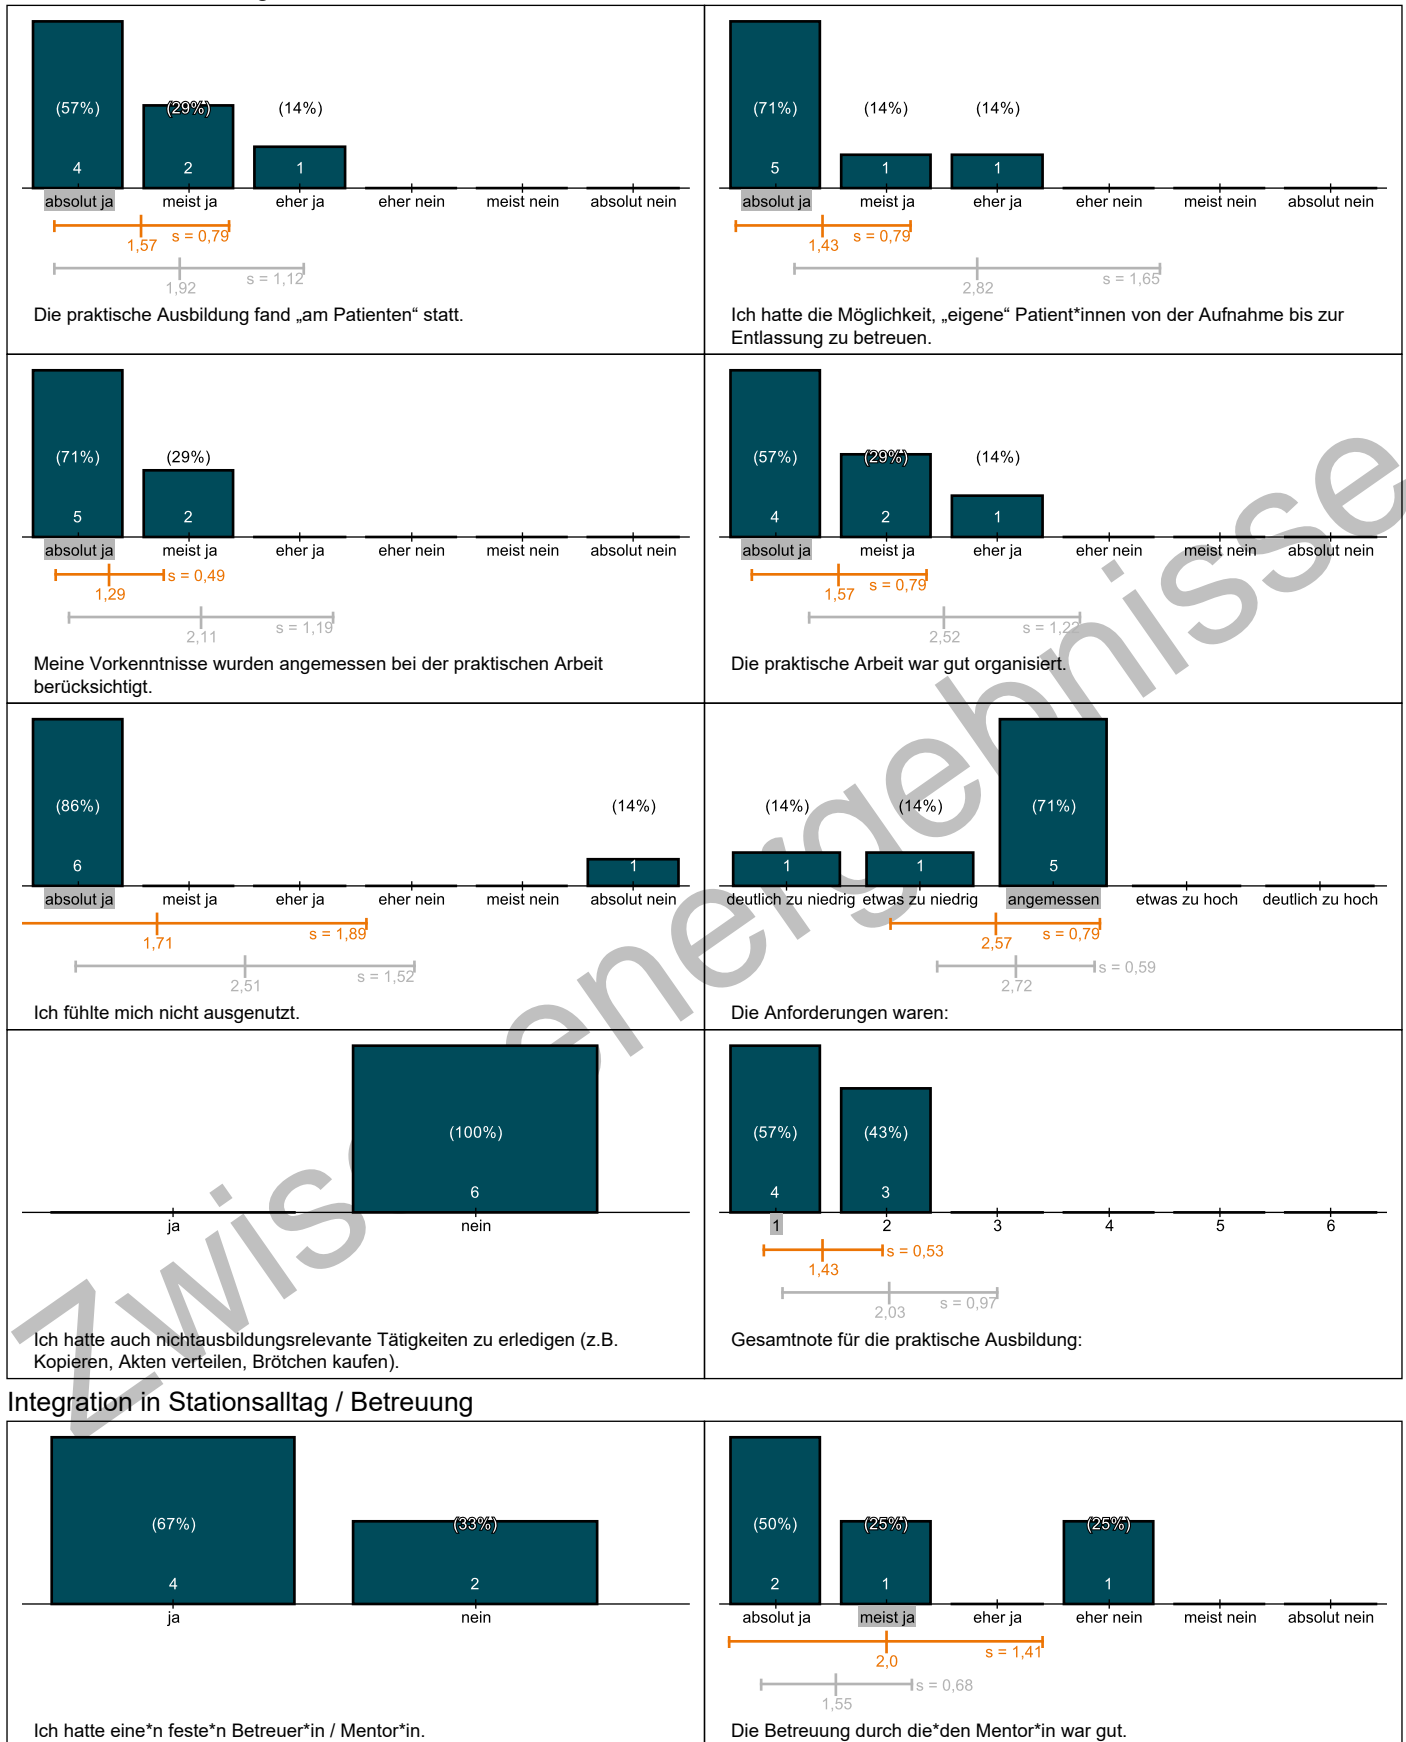 (57%) (29%) (14%)
4 2 1
absolut ja meist ja eher ja eher nein meist nein absolut nein
1,57 s = 0,79
1,92 s = 1,12
Die praktische Ausbildung fand „am Patienten“ statt.
(71%) (14%) (14%)
5 1 1
absolut ja meist ja eher ja eher nein meist nein absolut nein
1,43 s = 0,79
2,82 s = 1,65
Ich hatte die Möglichkeit, „eigene“ Patient*innen von der Aufnahme bis zur
Entlassung zu betreuen.
(71%) (29%)
5 2
absolut ja meist ja eher ja eher nein meist nein absolut nein
s = 0,49
1,29
2,11 s = 1,19
Meine Vorkenntnisse wurden angemessen bei der praktischen Arbeit
berücksichtigt.
(57%) (29%) (14%)
4 2 1
absolut ja meist ja eher ja eher nein meist nein absolut nein
1,57 s = 0,79
2,52 s = 1,22
Die praktische Arbeit war gut organisiert.
(86%) (14%)
6 1
absolut ja meist ja eher ja eher nein meist nein absolut nein
1,71 s = 1,89
2,51 s = 1,52
Ich fühlte mich nicht ausgenutzt.
(14%) (14%) (71%)
1 1 5
deutlich zu niedrig etwas zu niedrig angemessen etwas zu hoch deutlich zu hoch
2,57 s = 0,79
s = 0,59
2,72
Die Anforderungen waren:
(100%)
6
ja nein
Ich hatte auch nichtausbildungsrelevante Tätigkeiten zu erledigen (z.B.
Kopieren, Akten verteilen, Brötchen kaufen).
(57%) (43%)
4 3
1 2 3 4 5 6
s = 0,53
1,43
2,03 s = 0,97
Gesamtnote für die praktische Ausbildung:
Integration in Stationsalltag / Betreuung
(67%) (33%)
4 2
ja nein
Ich hatte eine*n feste*n Betreuer*in / Mentor*in.
(50%) (25%) (25%)
2 1 1
absolut ja meist ja eher ja eher nein meist nein absolut nein
2,0 s = 1,41
s = 0,68
1,55
Die Betreuung durch die*den Mentor*in war gut.